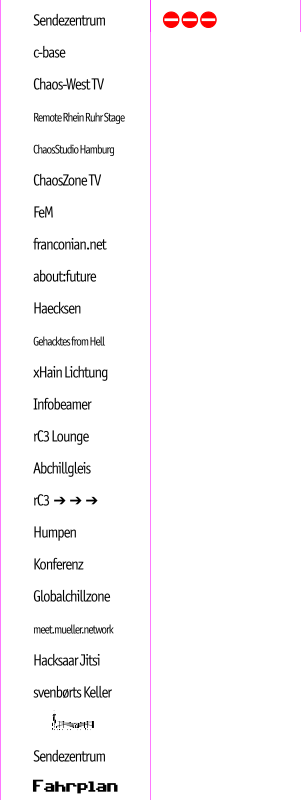 Sendezentrum
c-base
Chaos-West TV
Remote Rhein Ruhr Stage
ChaosStudio Hamburg
ChaosZone TV
FeM
franconian.net
about:future
Haecksen
Gehacktes from Hell
xHain Lichtung
Infobeamer
rC3 Lounge
Abchillgleis
rC3 ➔ ➔ ➔
Humpen
Konferenz
Globalchillzone
meet.mueller.network
Hacksaar Jitsi
svenbørts Keller
Sendezentrum
Fahrplan